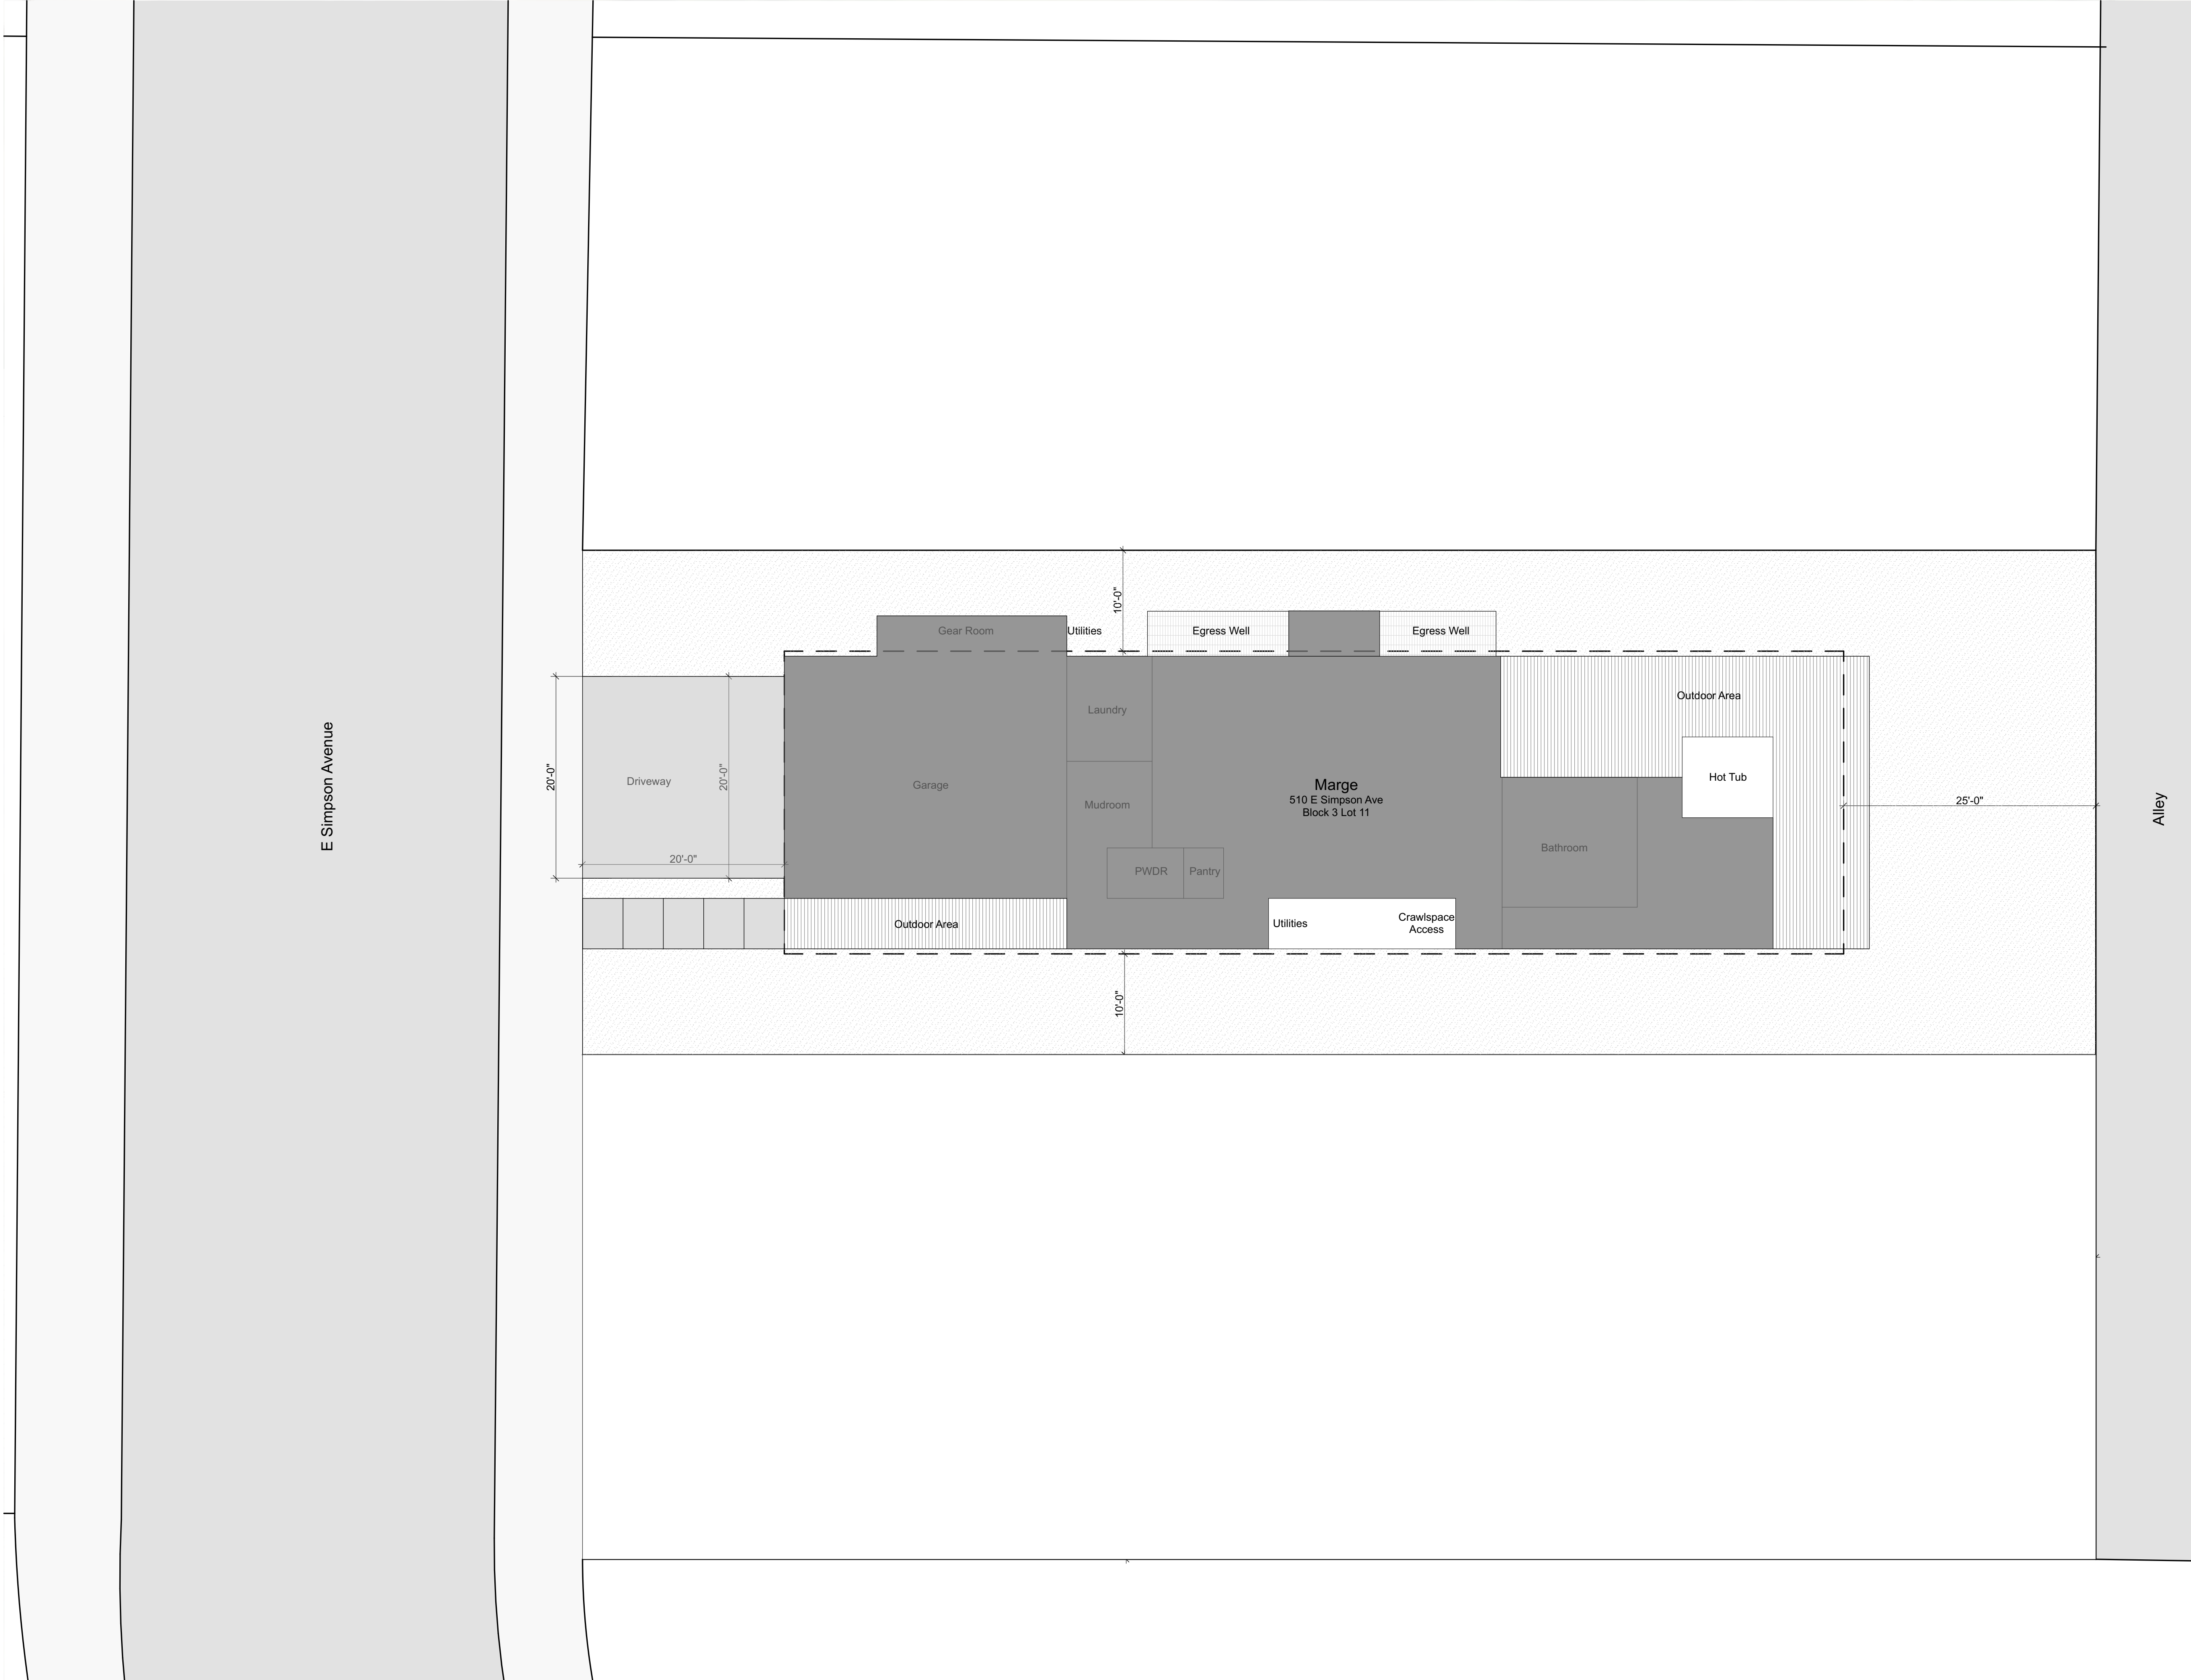 10'-0"
Gear Room
Utilities
Egress Well
Egress Well
Outdoor Area
Laundry
E Simpson Avenue
20'-0"
Driveway
20'-0"
Garage
Mudroom
Marge
510 E Simpson Ave
Block 3 Lot 11
Hot Tub
25'-0"
Alley
20'-0"
PWDR
Pantry
Bathroom
Outdoor Area
Utilities
Crawlspace
Access
10'-0"